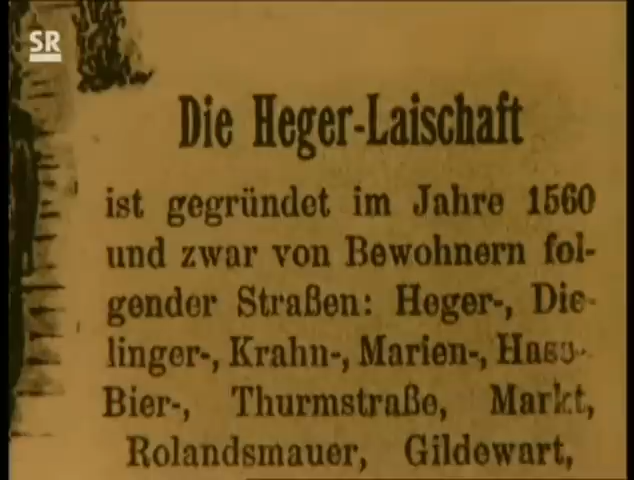 SR
Die Heger-Laischaft
ist gegründet im Jahre 1560
und zwar von Bewohnern fol-
gender Straßen: Heger-, Die-
linger-, Krahn-, Marien-,
Bier-, Thurmstraße, Markt,
Rolandsmauer, Gildewart,